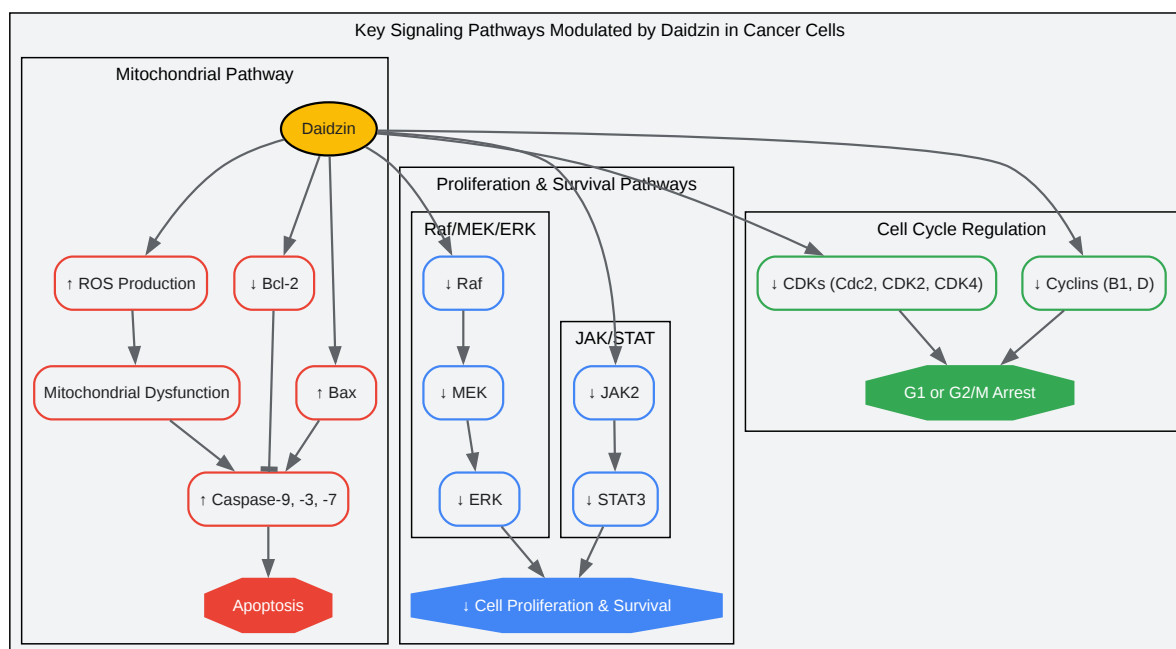 Key Signaling Pathways Modulated by Daidzin in Cancer Cells
Mitochondrial Pathway
Daidzin
↑ ROS Production
↓ Bcl-2
Mitochondrial Dysfunction
↑ Bax
↑ Caspase-9, -3, -7
Apoptosis
Proliferation & Survival Pathways
Raf/MEK/ERK
↓ Raf
↓ MEK
↓ ERK
JAK/STAT
↓ JAK2
↓ STAT3
↓ Cell Proliferation & Survival
Cell Cycle Regulation
↓ CDKs (Cdc2, CDK2, CDK4)
↓ Cyclins (B1, D)
G1 or G2/M Arrest